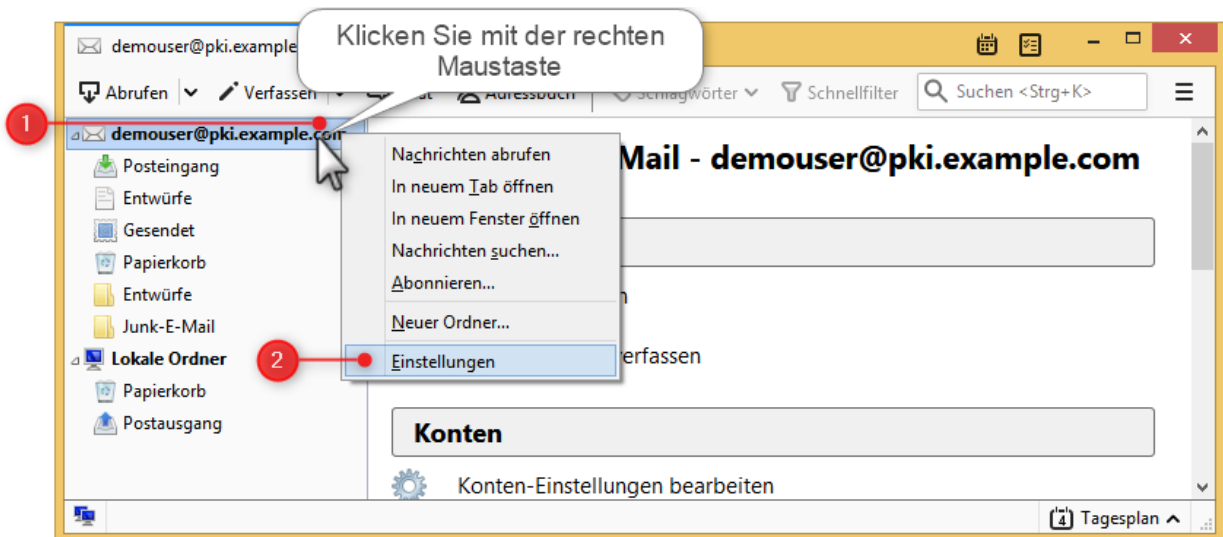 demouser@pki.example
Klicken Sie mit der rechten
Maustaste
Abrufen Verfassen Adressbuch Schlagwörter Schnellfilter Suchen <Strg+K>
1
demouser@pki.example.com
Posteingang
Entwürfe
Gesendet
Papierkorb
Entwürfe
Junk-E-Mail
Lokale Ordner
Papierkorb
Postausgang
Nachrichten abrufen
In neuem Tab öffnen
In neuem Fenster öffnen
Nachrichten suchen...
Abonnieren...
Neuer Ordner...
2
Einstellungen
Mail - demouser@pki.example.com
erfassen
Konten
Konten-Einstellungen bearbeiten
4 Tagesplan